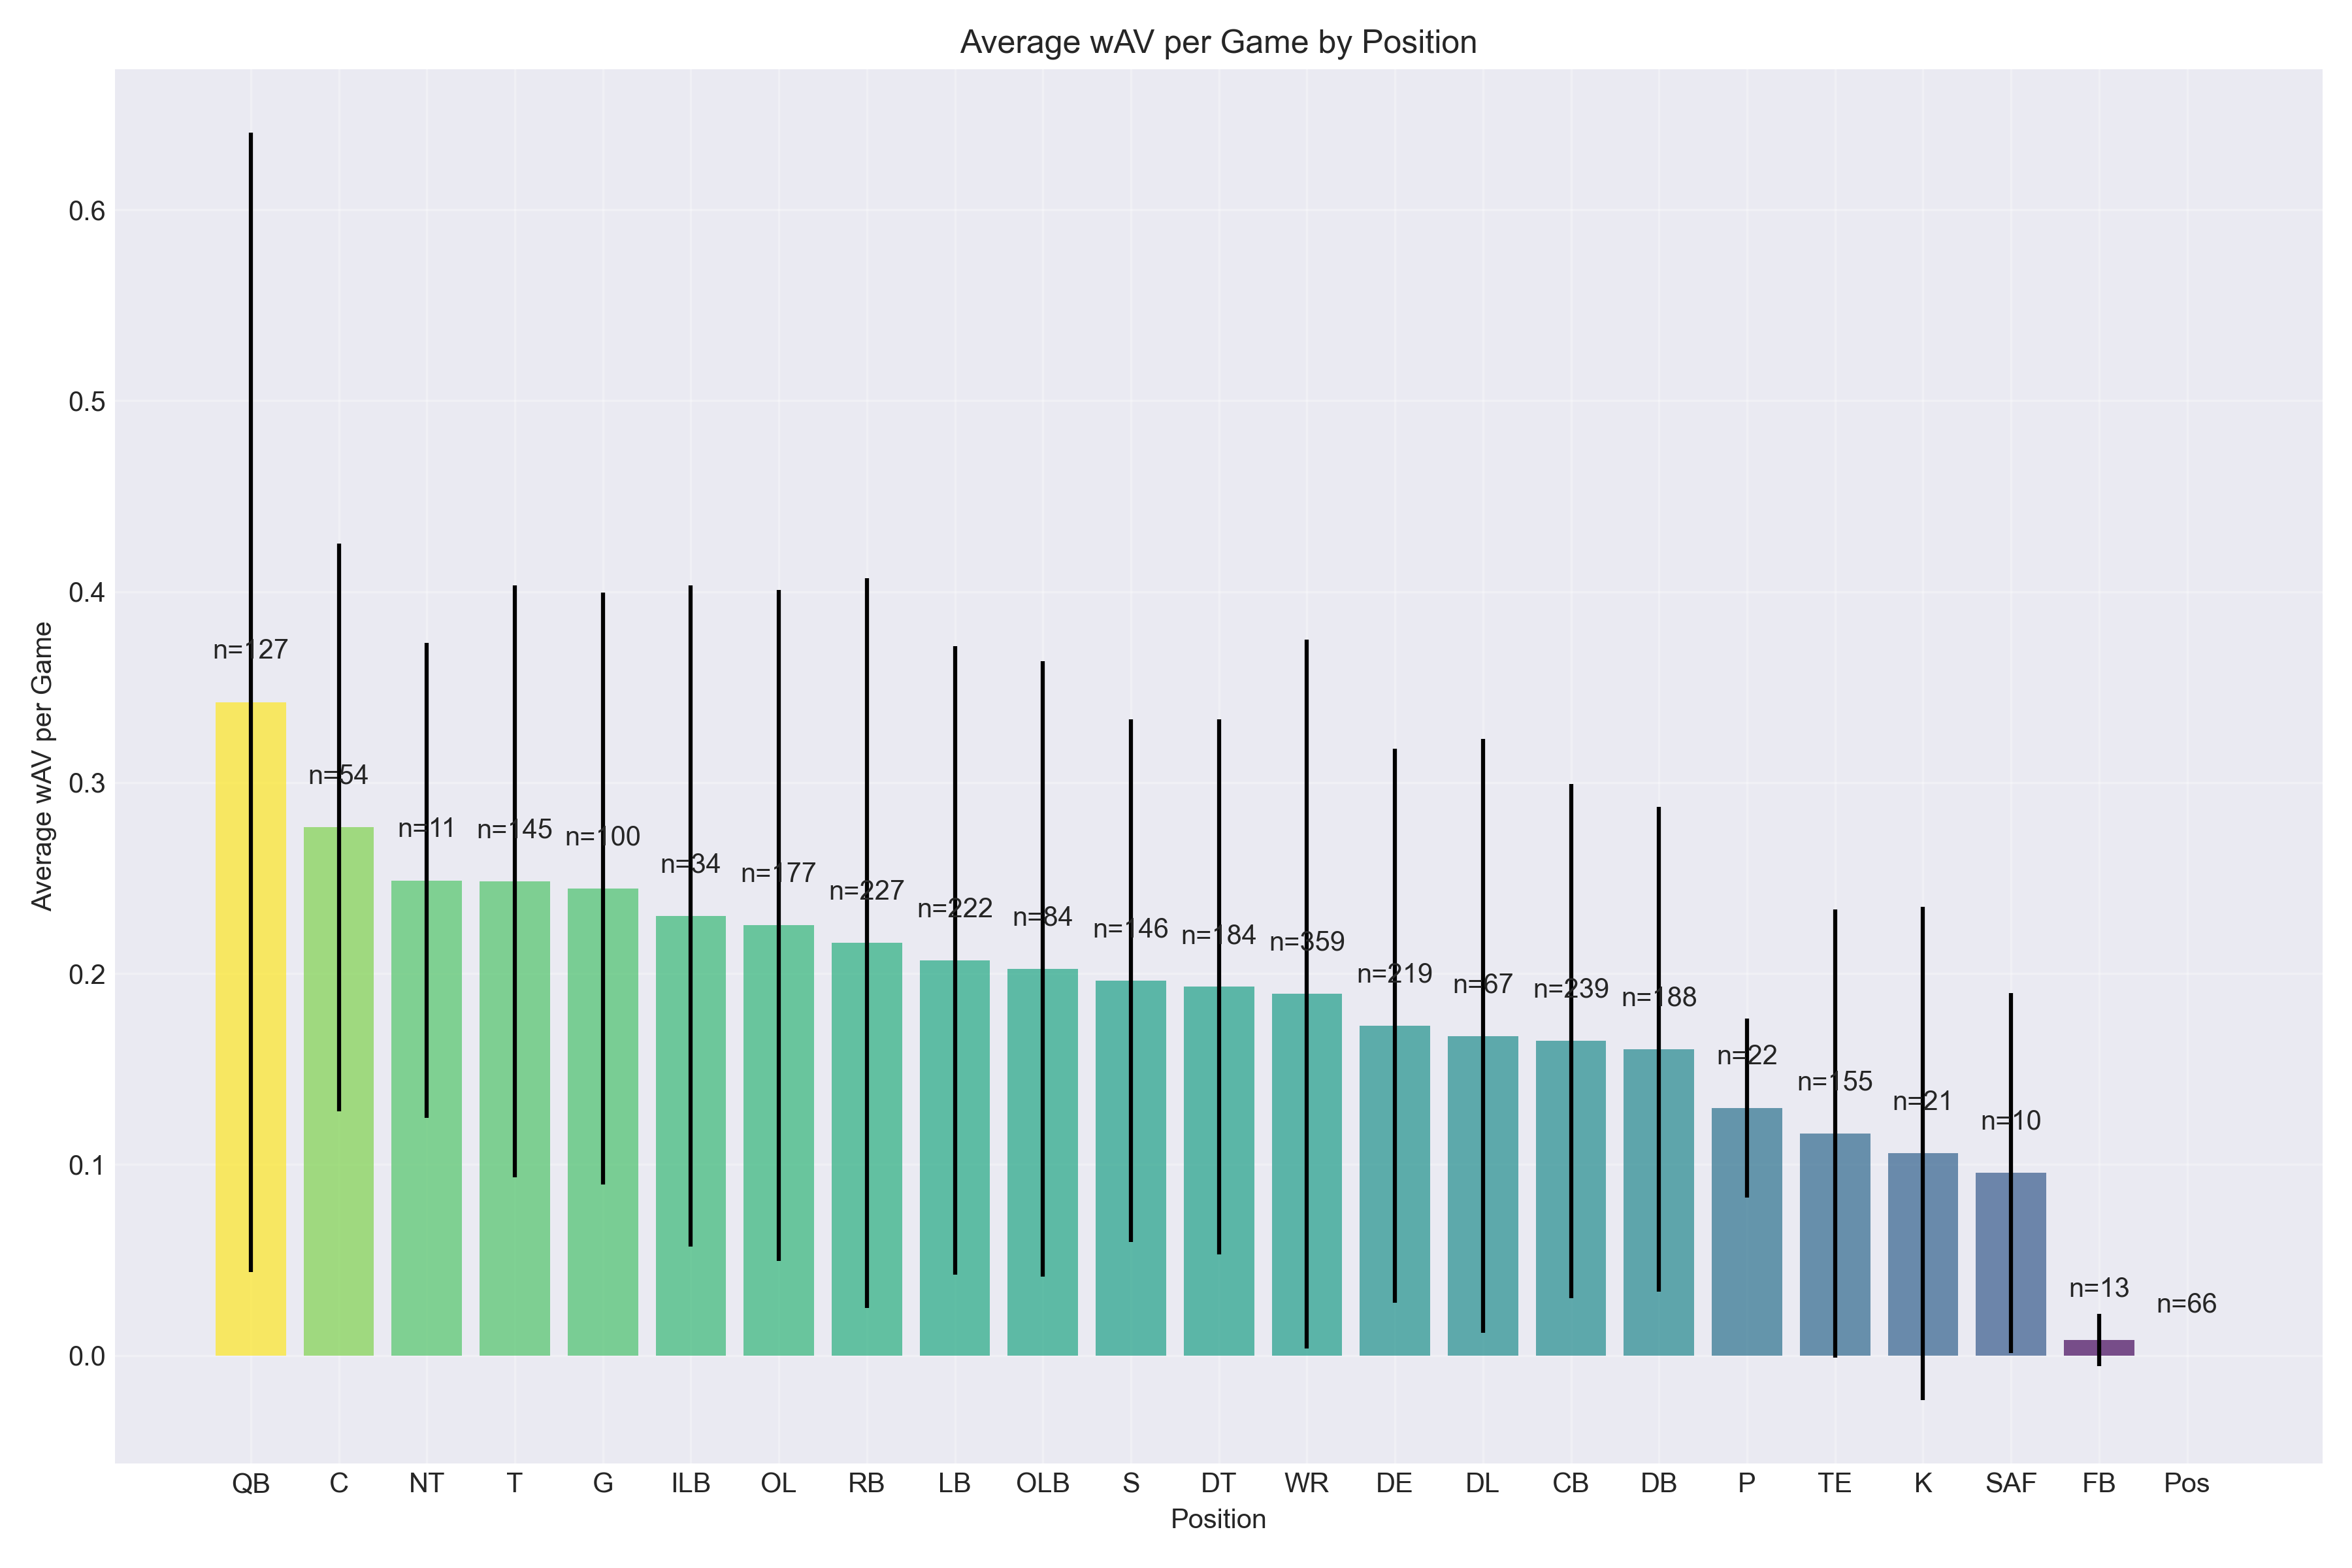 Average wAV per Game by Position
Average wAV per Game
0.6
0.5
0.4
0.3
0.2
0.1
0.0
n=127
n=54
n=11
n=145
n=100
n=34
n=177
n=227
n=222
n=84
n=146
n=184
n=359
n=219
n=67
n=239
n=188
n=22
n=155
n=21
n=10
n=13
n=66
QB C NT T G ILB OL RB LB OLB S DT WR DE DL CB DB P TE K SAF FB Pos
Position